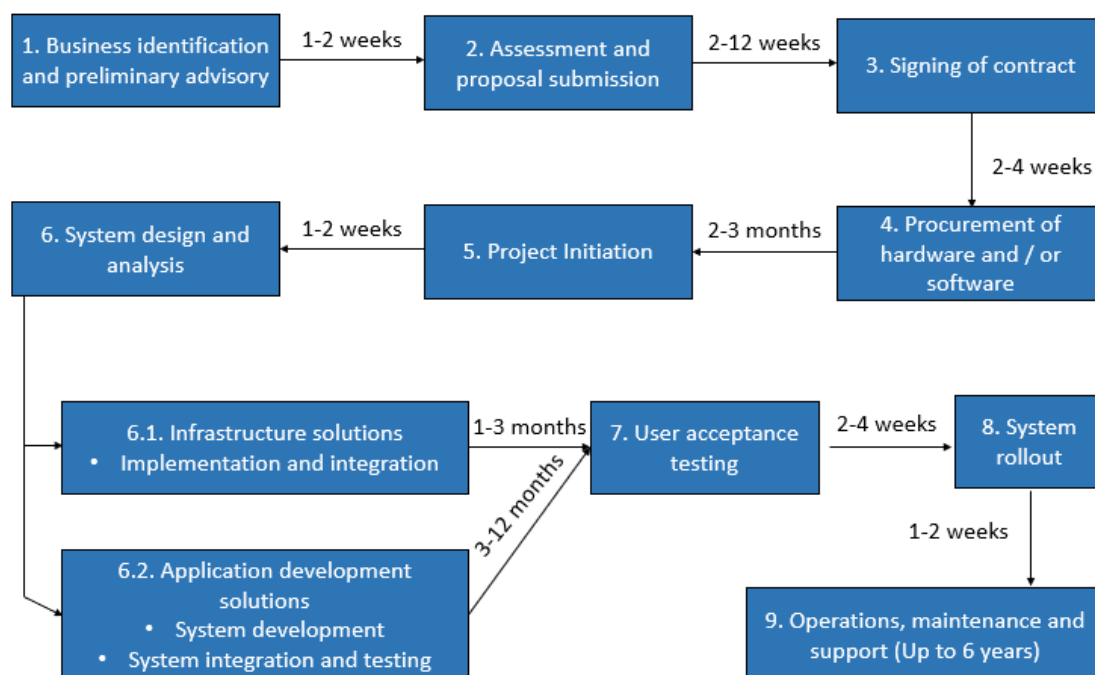 1. Business identification
and preliminary advisory
1-2 weeks
2. Assessment and
proposal submission
2-12 weeks
3. Signing of contract
2-4 weeks
4. Procurement of
hardware and / or
software
2-3 months
5. Project Initiation
1-2 weeks
6. System design and
analysis
6.1. Infrastructure solutions
• Implementation and integration
1-3 months
6.2. Application development
solutions
• System development
• System integration and testing
3-12 months
7. User acceptance
testing
2-4 weeks
8. System
rollout
1-2 weeks
9. Operations, maintenance and
support (Up to 6 years)